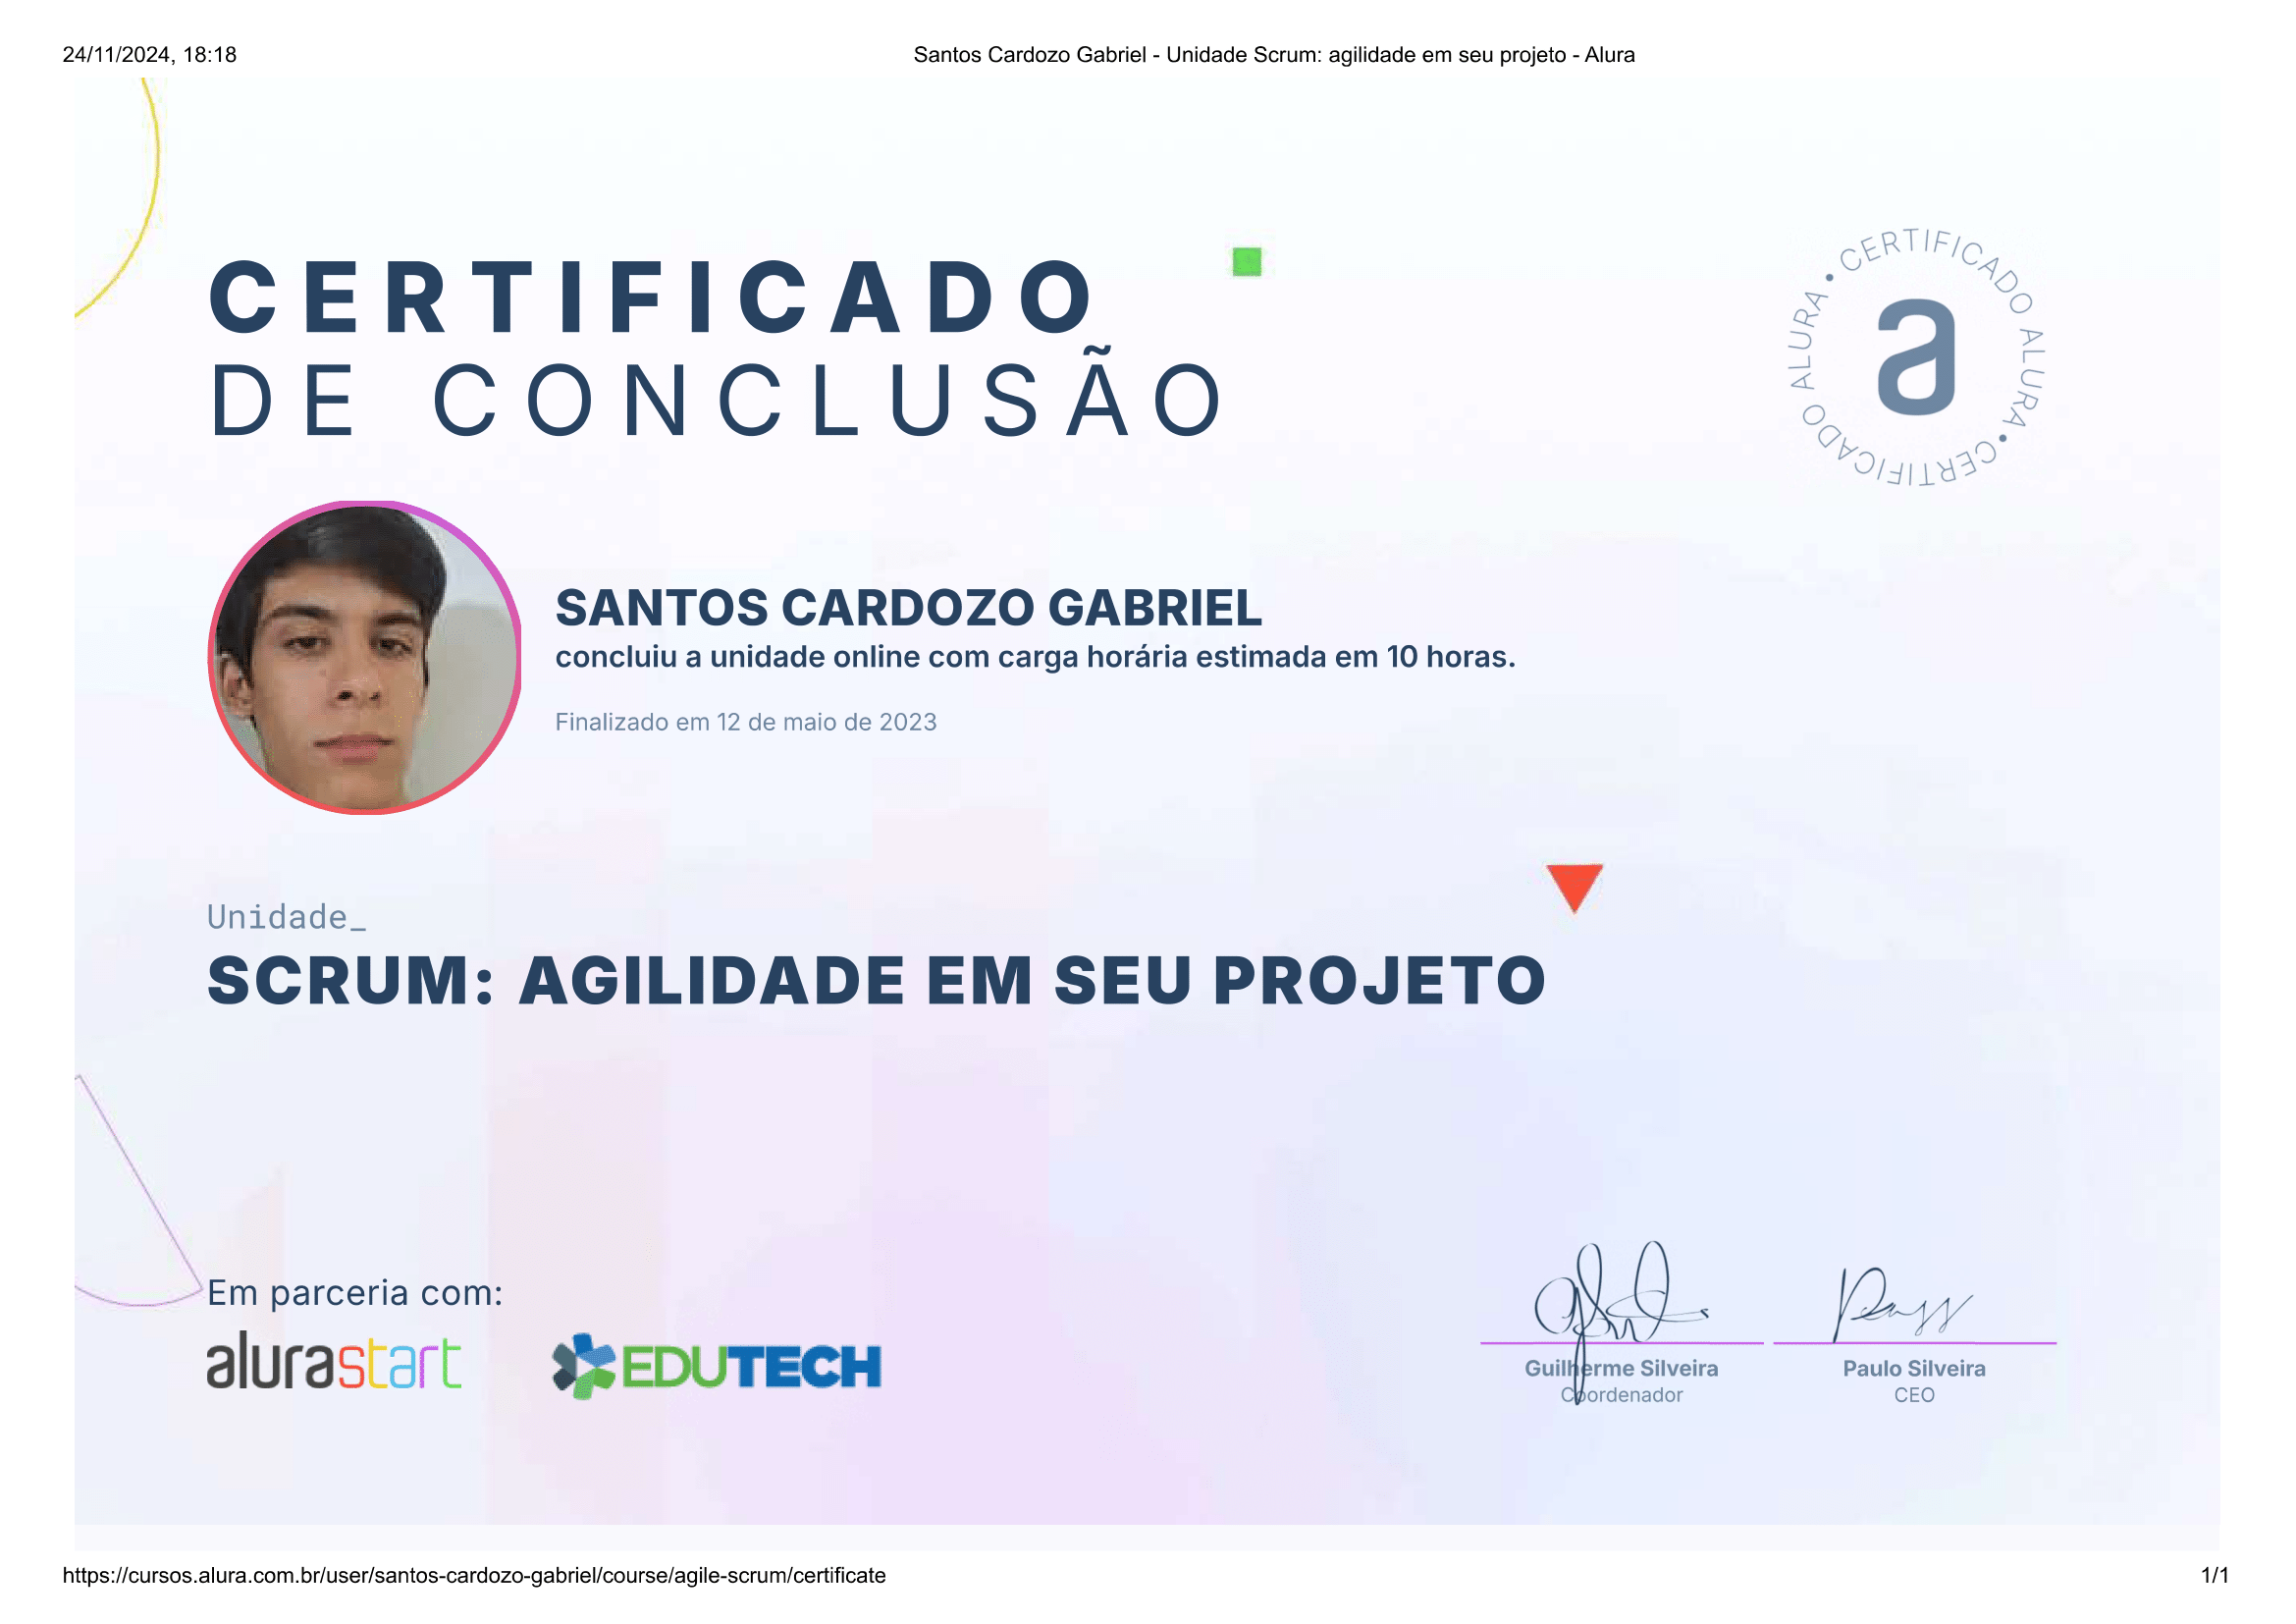 24/11/2024, 18:18
Santos Cardozo Gabriel - Unidade Scrum: agilidade em seu projeto - Alura
CERTIFICADO
DE CONCLUSÃO
CERTIFICADO ALURA • CERTIFICADO ALURA •
a
SANTOS CARDOZO GABRIEL
concluiu a unidade online com carga horária estimada em 10 horas.
Finalizado em 12 de maio de 2023
Unidade_
SCRUM: AGILIDADE EM SEU PROJETO
Em parceria com:
alurastart
EDUTECH
Guilherme Silveira
Coordenador
Paulo Silveira
CEO
https://cursos.alura.com.br/user/santos-cardozo-gabriel/course/agile-scrum/certificate
1/1